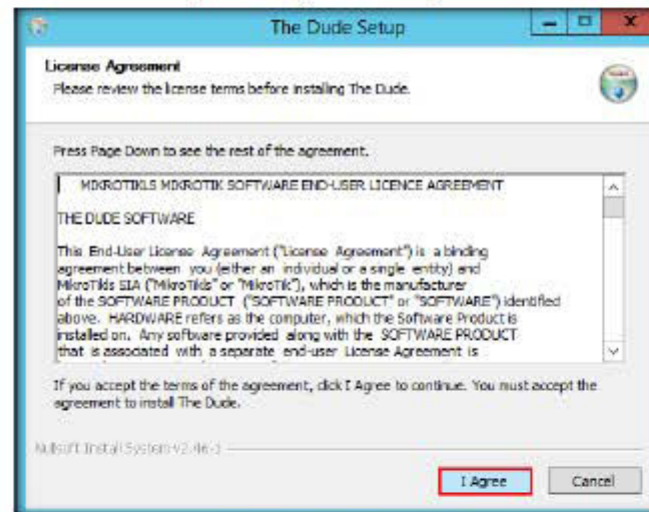 The Dude Setup
License Agreement
Please review the license terms before installing The Dude.
Press Page Down to see the rest of the agreement.
MIKROTIKLS MIKROTIK SOFTWARE END-USER LICENCE AGREEMENT
THE DUDE SOFTWARE
This End-User License Agreement ("License Agreement") is a binding
agreement between you (either an individual or a single entity) and
MikroTikls SIA ("MikroTikls" or "MikroTik"), which is the manufacturer
of the SOFTWARE PRODUCT ("SOFTWARE PRODUCT" or "SOFTWARE") identified
above. HARDWARE refers as the computer, which the Software Product is
installed on. Any software provided along with the SOFTWARE PRODUCT
that is associated with a separate end-user License Agreement is
If you accept the terms of the agreement, click I Agree to continue. You must accept the
agreement to install The Dude.
Nullsoft Install System
I Agree
Cancel